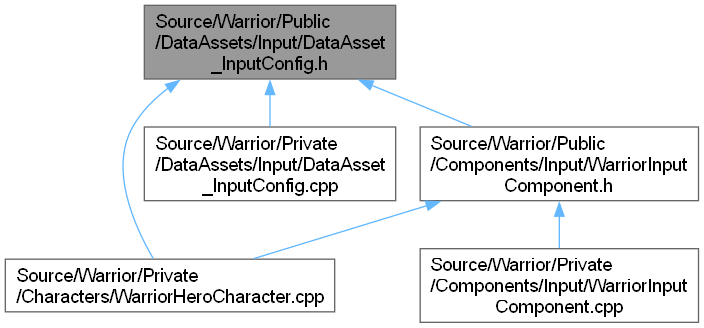 Source/Warrior/Public
/DataAssets/Input/DataAsset
_InputConfig.h
Source/Warrior/Private
/DataAssets/Input/DataAsset
_InputConfig.cpp
Source/Warrior/Public
/Components/Input/WarriorInput
Component.h
Source/Warrior/Private
/Characters/WarriorHeroCharacter.cpp
Source/Warrior/Private
/Components/Input/WarriorInput
Component.cpp